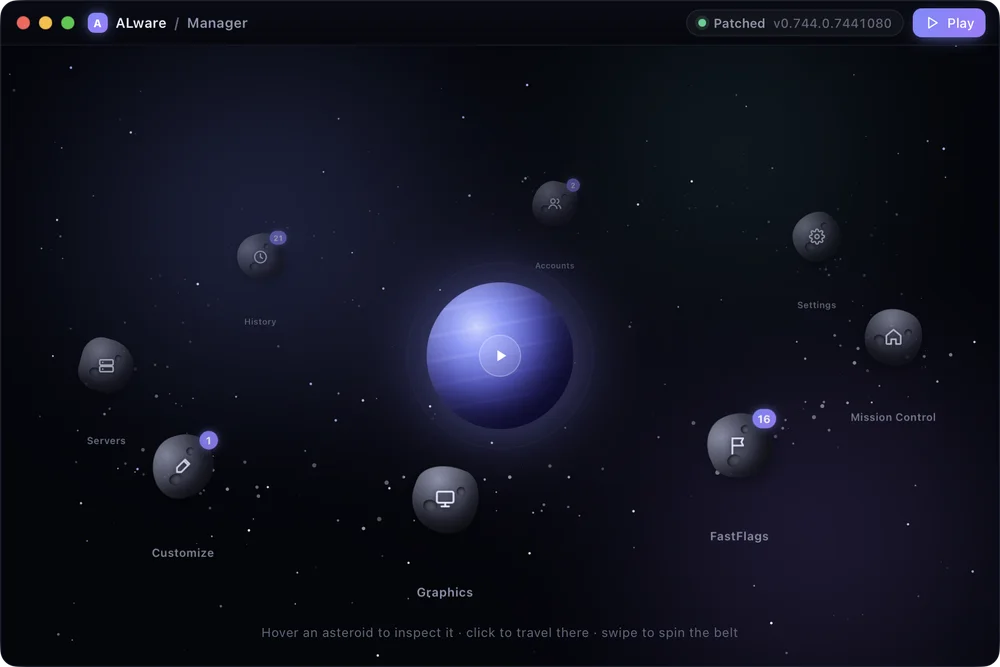 A ALware / Manager
Patched v0.744.0.7441080
Play
2
Accounts
21
History
Settings
Mission Control
Servers
1
Customize
16
FastFlags
Graphics
Hover an asteroid to inspect it · click to travel there · swipe to spin the belt